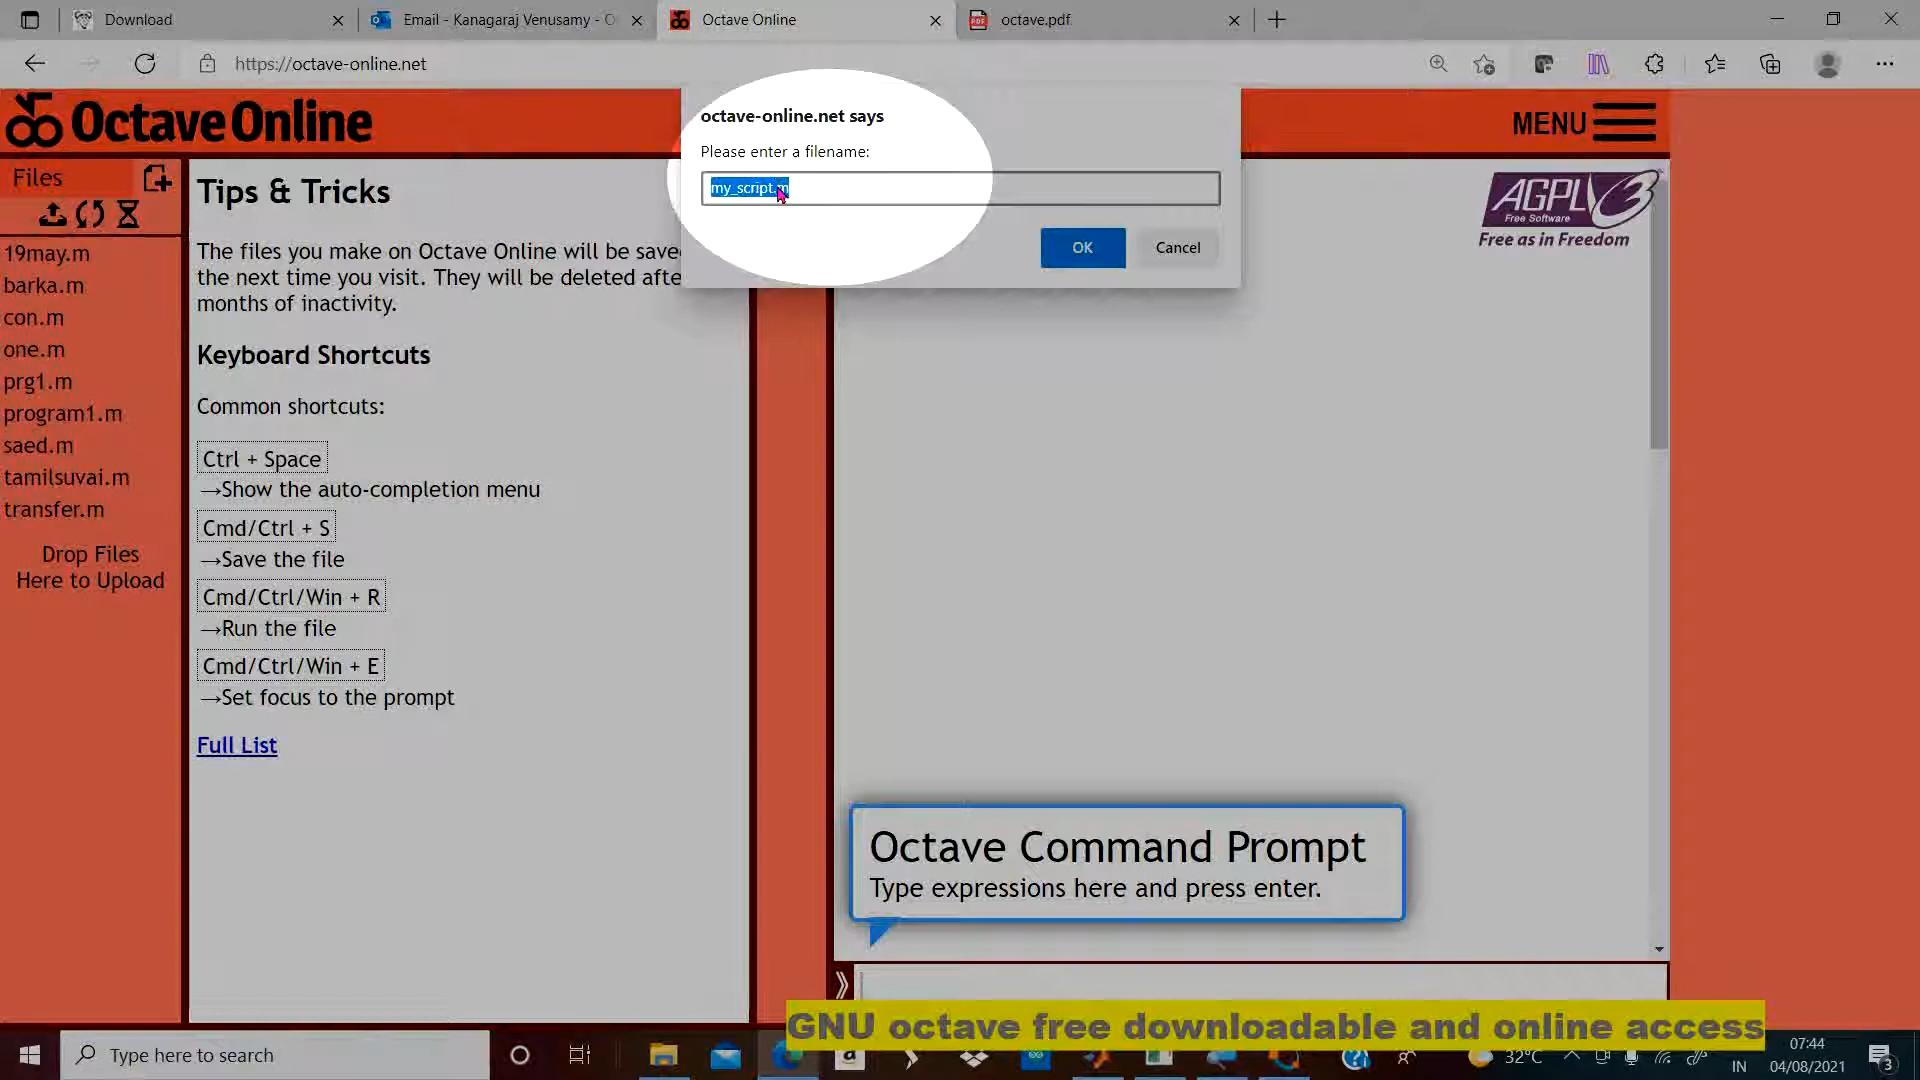 Download
Email - Kanagaraj Venusamy - O
Octave Online
octave.pdf
https://octave-online.net
Octave Online
MENU
octave-online.net says
Please enter a filename:
my_script.m
OK
Cancel
Files
19may.m
barka.m
con.m
one.m
prg1.m
program1.m
saed.m
tamilsuvai.m
transfer.m
Drop Files
Here to Upload
Tips & Tricks
The files you make on Octave Online will be save
the next time you visit. They will be deleted afte
months of inactivity.
Keyboard Shortcuts
Common shortcuts:
Ctrl + Space
→Show the auto-completion menu
Cmd/Ctrl + S
→Save the file
Cmd/Ctrl/Win + R
→Run the file
Cmd/Ctrl/Win + E
→Set focus to the prompt
Full List
AGPL v3
Free Software
Free as in Freedom
Octave Command Prompt
Type expressions here and press enter.
GNU octave free downloadable and online access
Type here to search
32°C
IN
07:44
04/08/2021
3